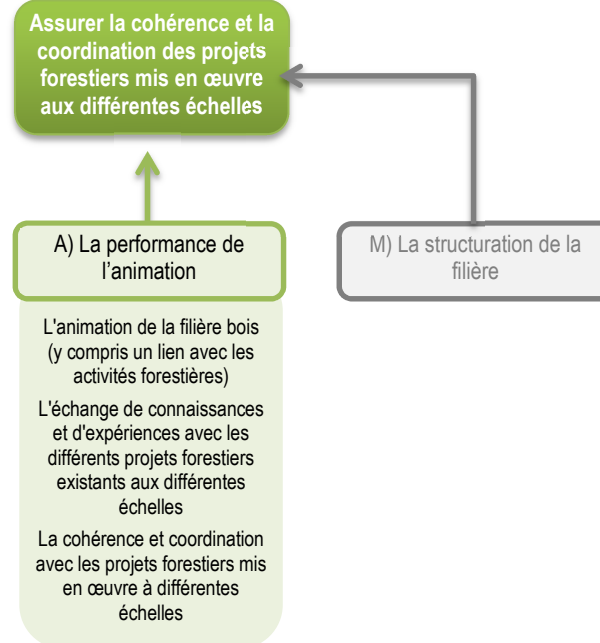 Assurer la cohérence et la
coordination des projets
forestiers mis en œuvre
aux différentes échelles
A) La performance de
l'animation
M) La structuration de la
filière
L'animation de la filière bois
(y compris un lien avec les
activités forestières)
L'échange de connaissances
et d'expériences avec les
différents projets forestiers
existants aux différentes
échelles
La cohérence et coordination
avec les projets forestiers mis
en œuvre à différentes
échelles